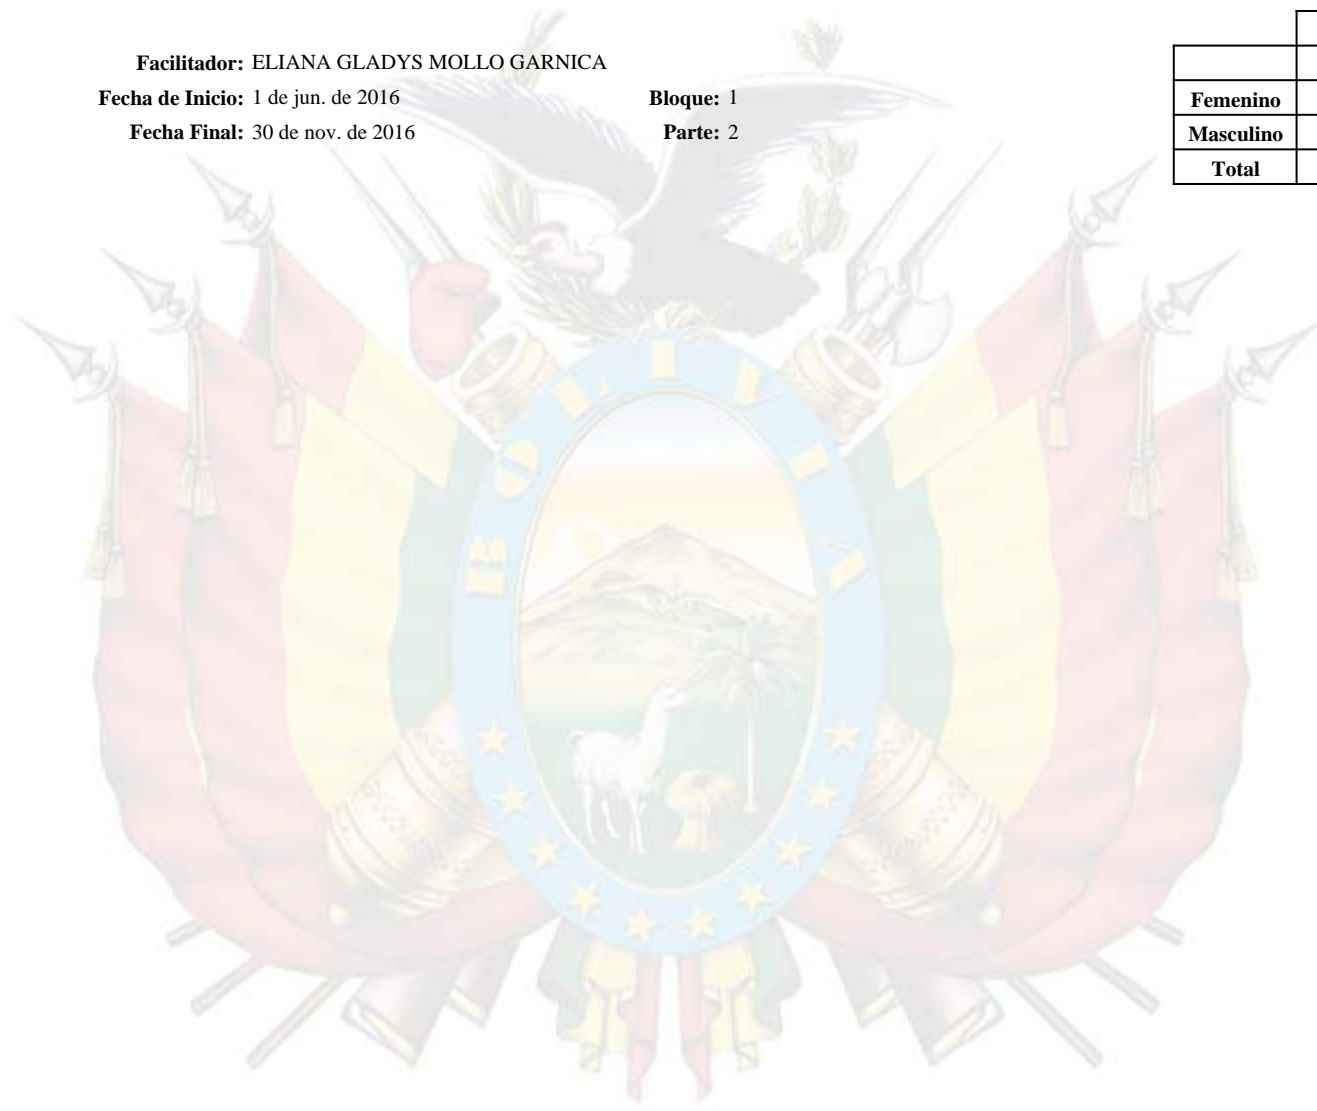 Facilitador: ELIANA GLADYS MOLLO GARNICA
Fecha de Inicio: 1 de jun. de 2016 Bloque: 1
Fecha Final: 30 de nov. de 2016 Parte: 2
Femenino
Masculino
Total
BOLIVIA